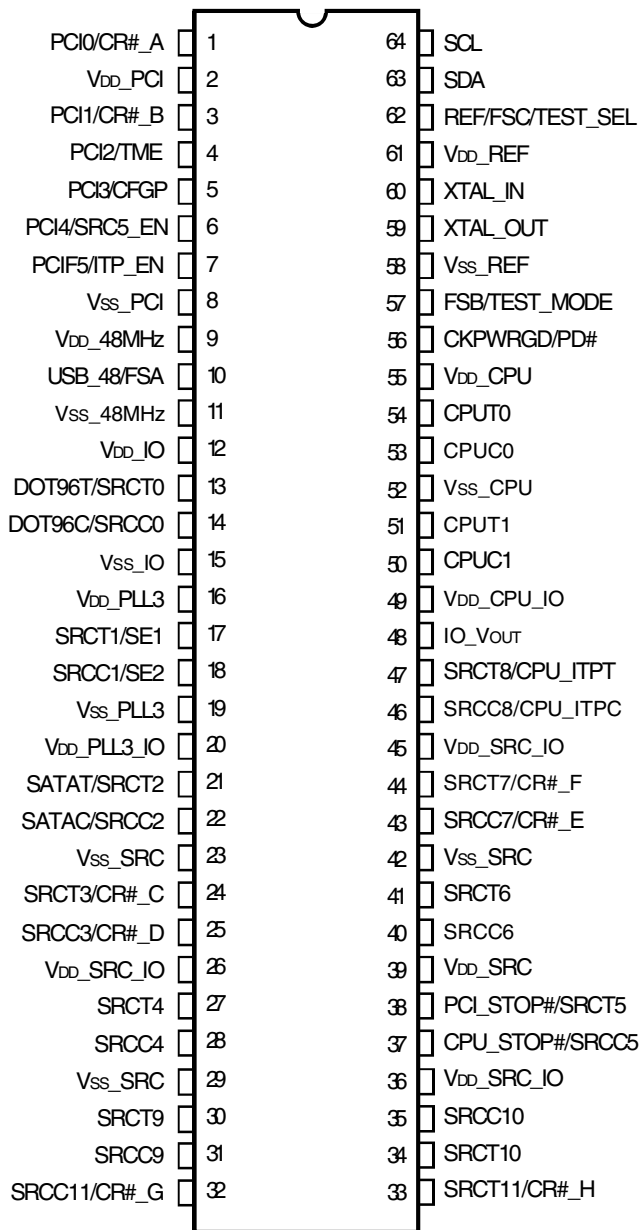 PCI0/CR#_A 1 64 SCL
VDD_PCI 2 63 SDA
PCI1/CR#_B 3 62 REF/FSC/TEST_SEL
PCI2/TME 4 61 VDD_REF
PCI3/CFGP 5 60 XTAL_IN
PCI4/SRC5_EN 6 59 XTAL_OUT
PCIF5/ITP_EN 7 58 VSS_REF
VSS_PCI 8 57 FSB/TEST_MODE
VDD_48MHz 9 56 CKPWRGD/PD#
USB_48/FSA 10 55 VDD_CPU
VSS_48MHz 11 54 CPUT0
VDD_IO 12 53 CPUC0
DOT96T/SRCT0 13 52 VSS_CPU
DOT96C/SRCC0 14 51 CPUT1
VSS_IO 15 50 CPUC1
VDD_PLL3 16 49 VDD_CPU_IO
SRCT1/SE1 17 48 IO_VOUT
SRCC1/SE2 18 47 SRCT8/CPU_ITPT
VSS_PLL3 19 46 SRCC8/CPU_ITPC
VDD_PLL3_IO 20 45 VDD_SRC_IO
SATAT/SRCT2 21 44 SRCT7/CR#_F
SATAC/SRCC2 22 43 SRCC7/CR#_E
VSS_SRC 23 42 VSS_SRC
SRCT3/CR#_C 24 41 SRCT6
SRCC3/CR#_D 25 40 SRCC6
VDD_SRC_IO 26 39 VDD_SRC
SRCT4 27 38 PCI_STOP#/SRCT5
SRCC4 28 37 CPU_STOP#/SRCC5
VSS_SRC 29 36 VDD_SRC_IO
SRCT9 30 35 SRCC10
SRCC9 31 34 SRCT10
SRCC11/CR#_G 32 33 SRCT11/CR#_H